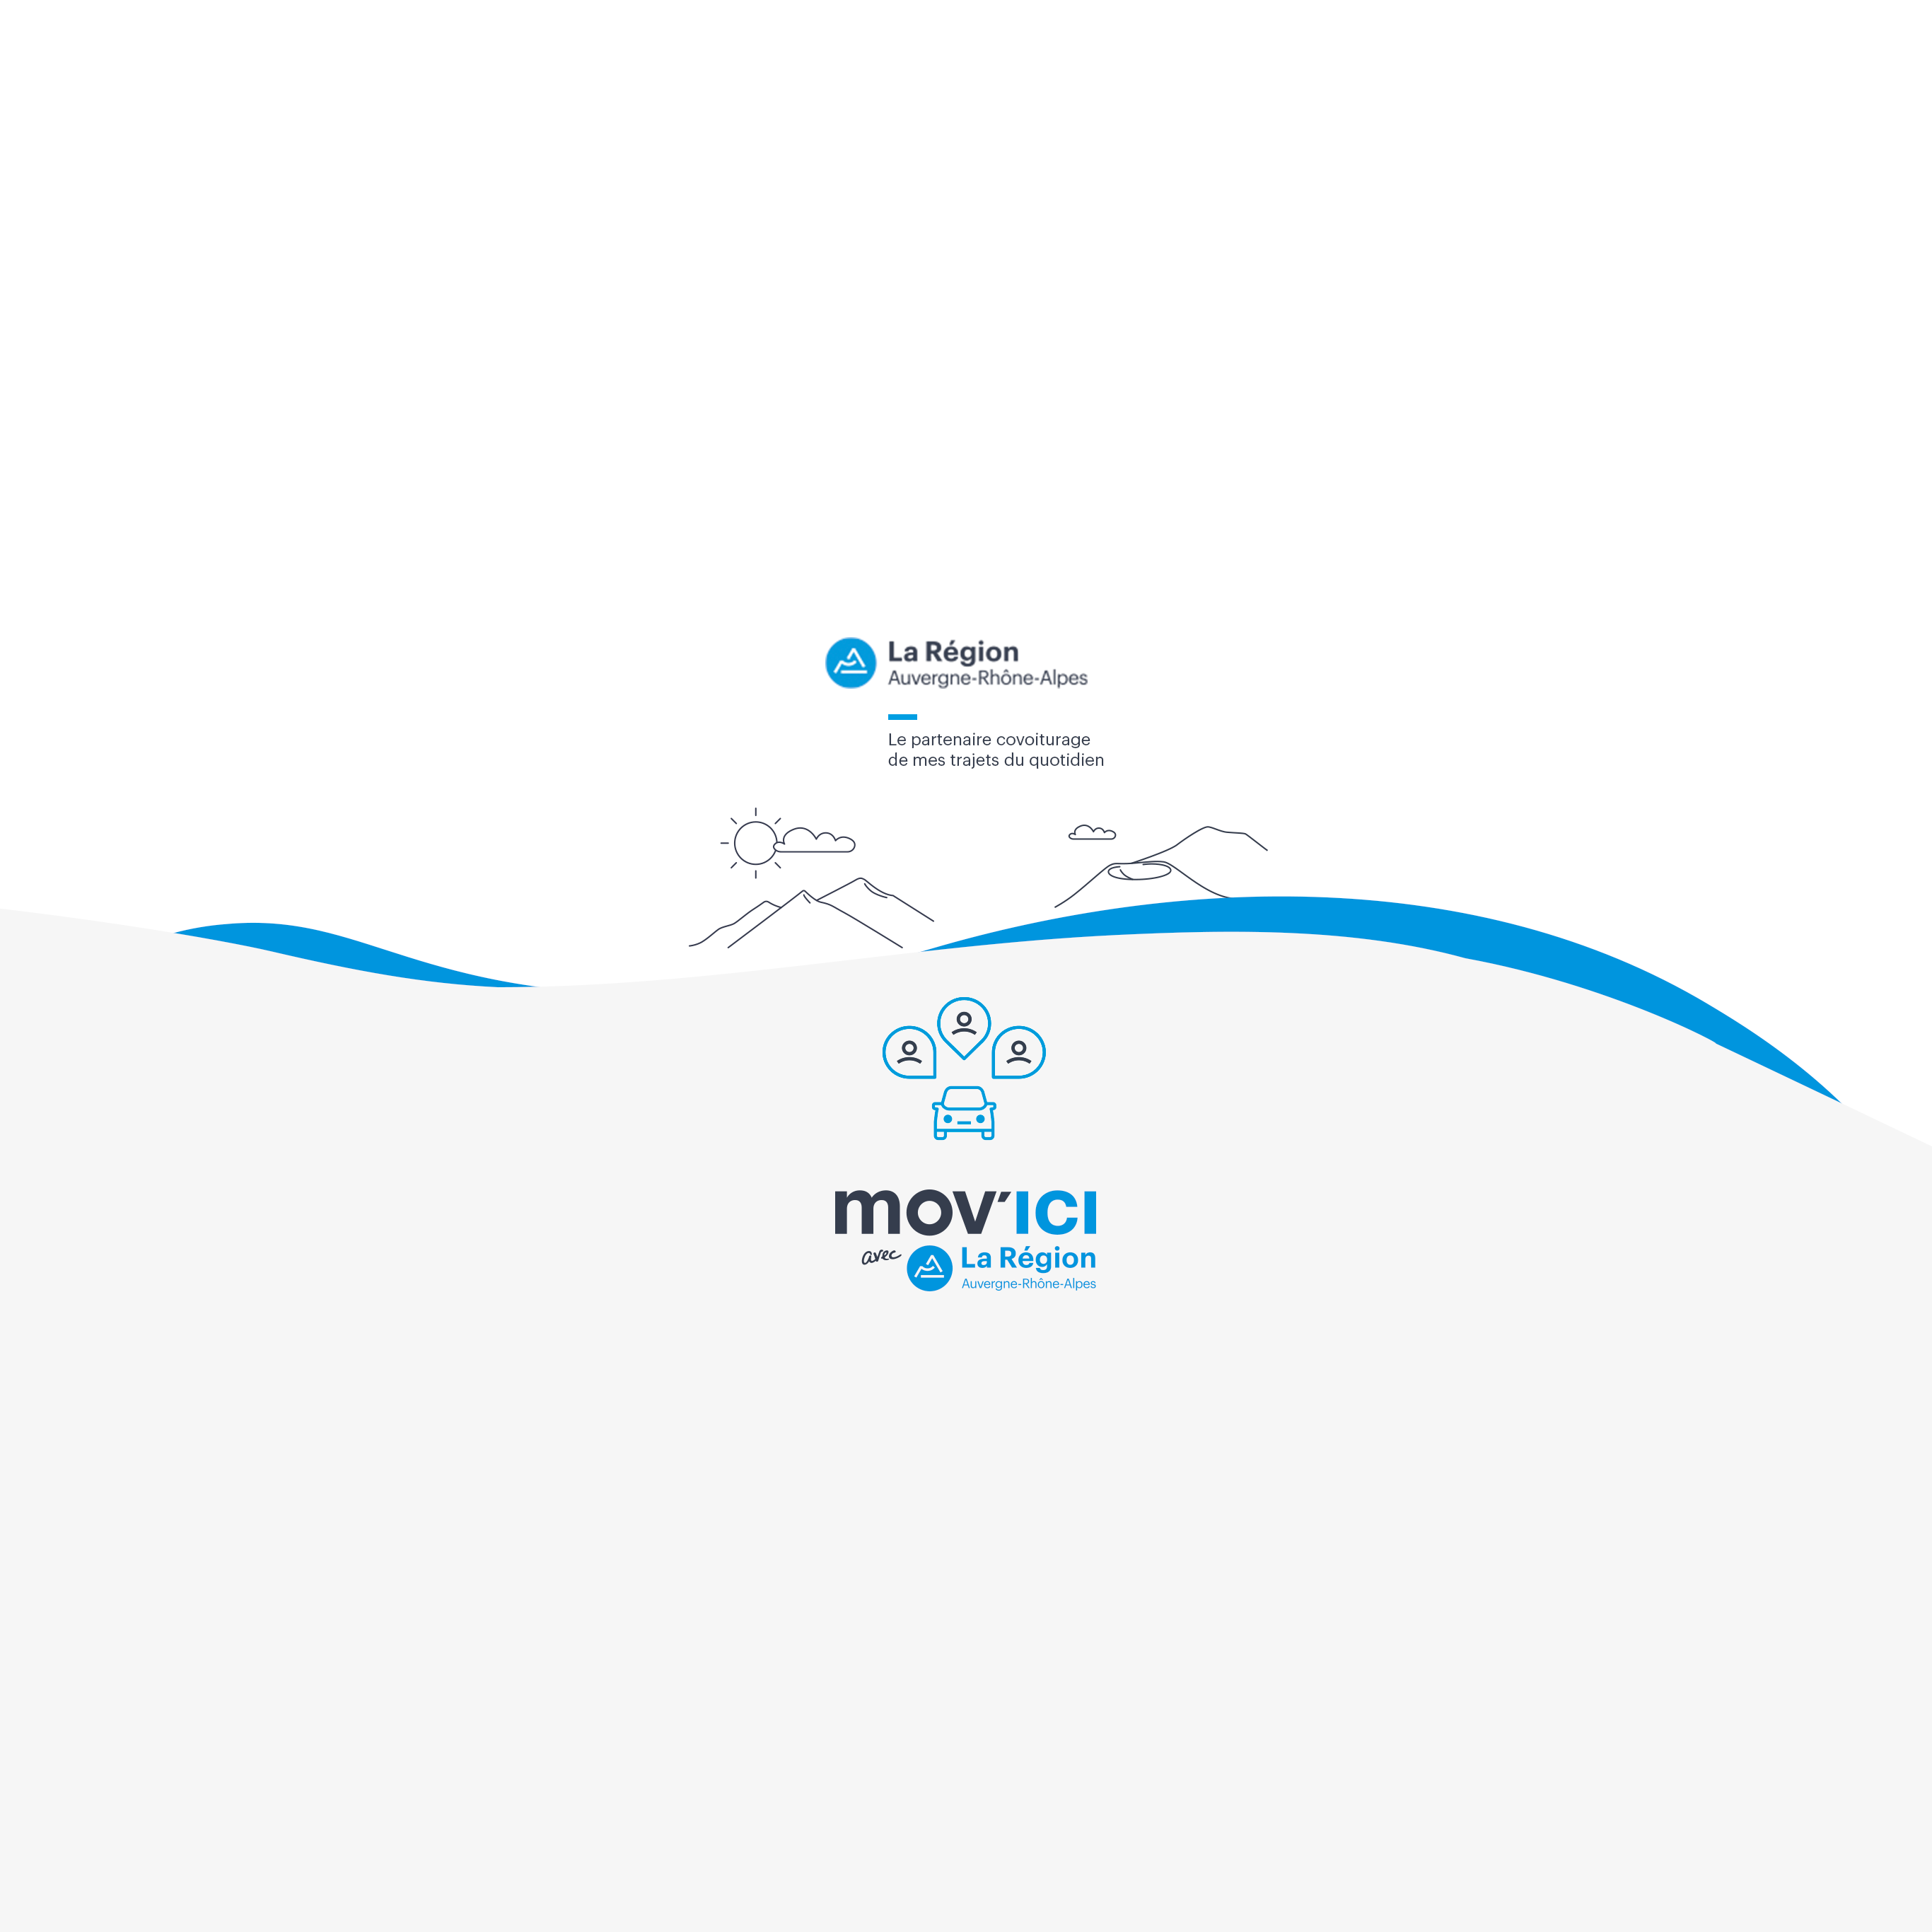 La Région
Auvergne-Rhône-Alpes
Le partenaire covoiturage
de mes trajets du quotidien
mov'ICI
avec La Région
Auvergne-Rhône-Alpes